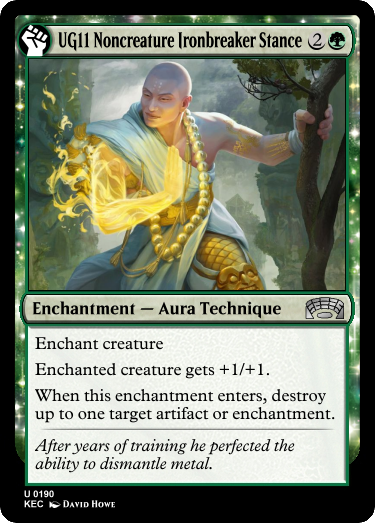 UG11 Noncreature Ironbreaker Stance 2
Enchantment — Aura Technique
Enchant creature
Enchanted creature gets +1/+1.
When this enchantment enters, destroy
up to one target artifact or enchantment.
After years of training he perfected the
ability to dismantle metal.
U 0190
KEC DAVID HOWE